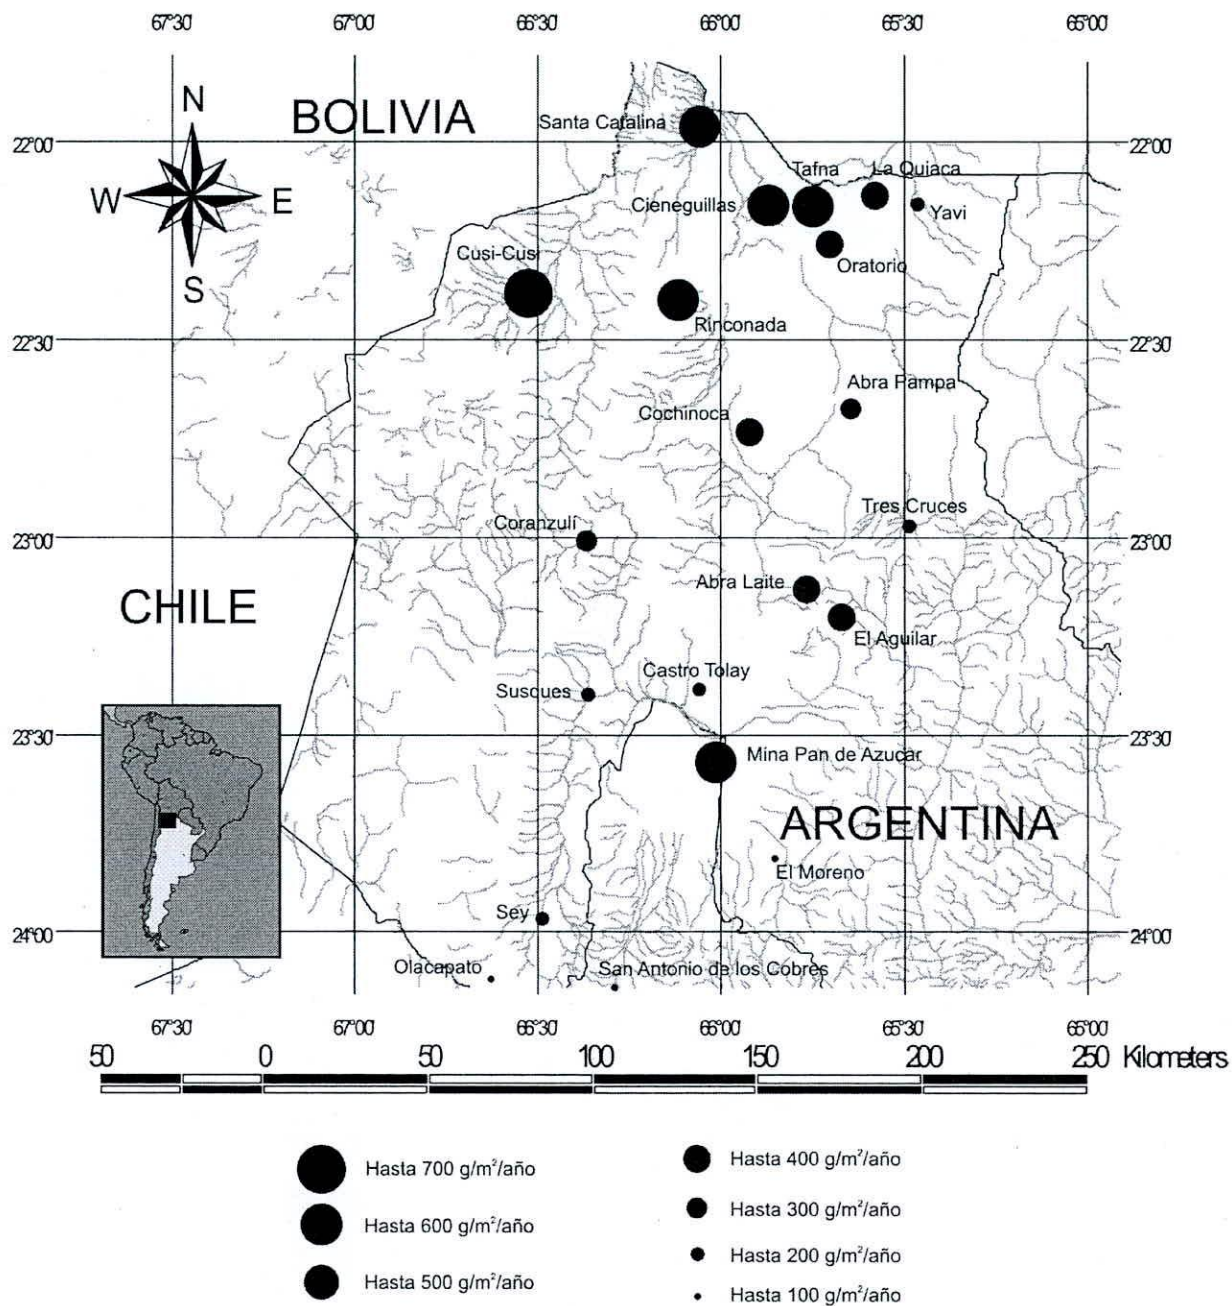 67°30' 67°00' 66°30' 66°00' 65°30' 65°00'
BOLIVIA
N
W E
S
Santa Catalina
22°00' 22°00'
Tafna La Quiaca
Cieneguillas Yavi
Cusi-Cusi Oratorio
Rinconada
22°30' 22°30'
Abra Pampa
Cochinoca
Tres Cruces
Coranzulí
23°00' 23°00'
Abra Laite
CHILE
El Aguilar
Castro Tolay
Susques
23°30' 23°30'
Mina Pan de Azucar
ARGENTINA
El Moreno
Sey
24°00' 24°00'
Olacapato San Antonio de los Cobres
67°30' 67°00' 66°30' 66°00' 65°30' 65°00'
50 0 50 100 150 200 250 Kilometers
Hasta 700 g/m²/año
Hasta 600 g/m²/año
Hasta 500 g/m²/año
Hasta 400 g/m²/año
Hasta 300 g/m²/año
Hasta 200 g/m²/año
Hasta 100 g/m²/año